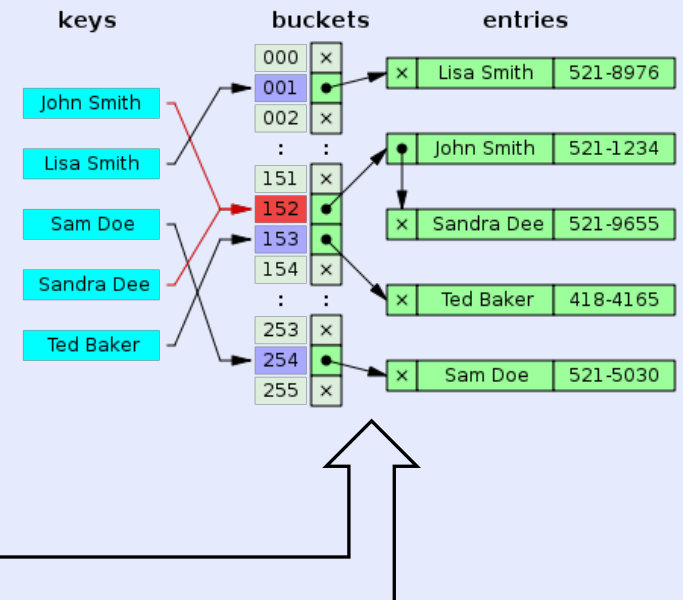 keys buckets entries
000 ×
× Lisa Smith 521-8976
001
John Smith
002 ×
: :
John Smith 521-1234
Lisa Smith
151 ×
152
Sam Doe
× Sandra Dee 521-9655
153
154 ×
Sandra Dee
: :
× Ted Baker 418-4165
253 ×
Ted Baker
254
× Sam Doe 521-5030
255 ×